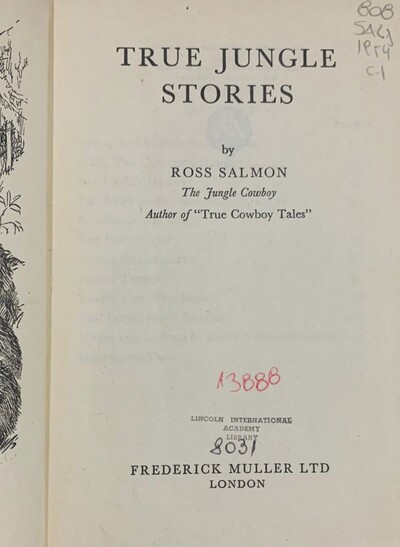 808
SAL
1954
C-1
TRUE JUNGLE
STORIES
by
ROSS SALMON
The Jungle Cowboy
Author of "True Cowboy Tales"
13888
LINCOLN INTERNATIONAL
ACADEMY
LIBRARY
8031
FREDERICK MULLER LTD
LONDON